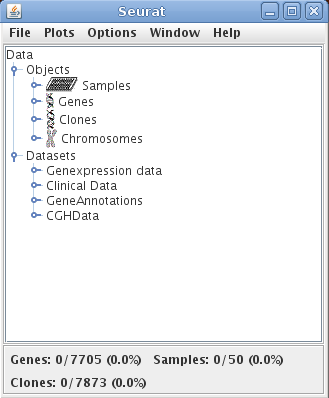 Seurat
File Plots Options Window Help
Data
Objects
Samples
Genes
Clones
Chromosomes
Datasets
Genexpression data
Clinical Data
GeneAnnotations
CGHData
Genes: 0/7705 (0.0%) Samples: 0/50 (0.0%)
Clones: 0/7873 (0.0%)